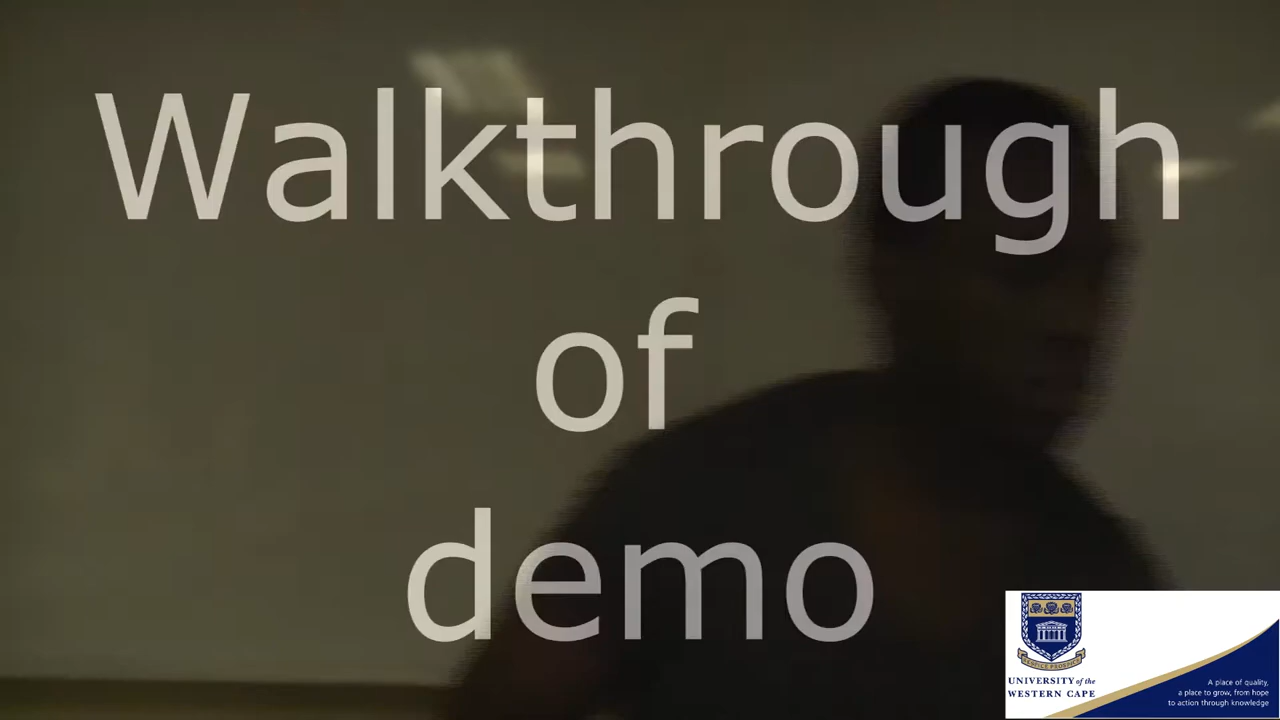 Walkthrough
of
demo
UNIVERSITY of the
WESTERN CAPE
A place of quality,
a place to grow, from hope
to action through knowledge